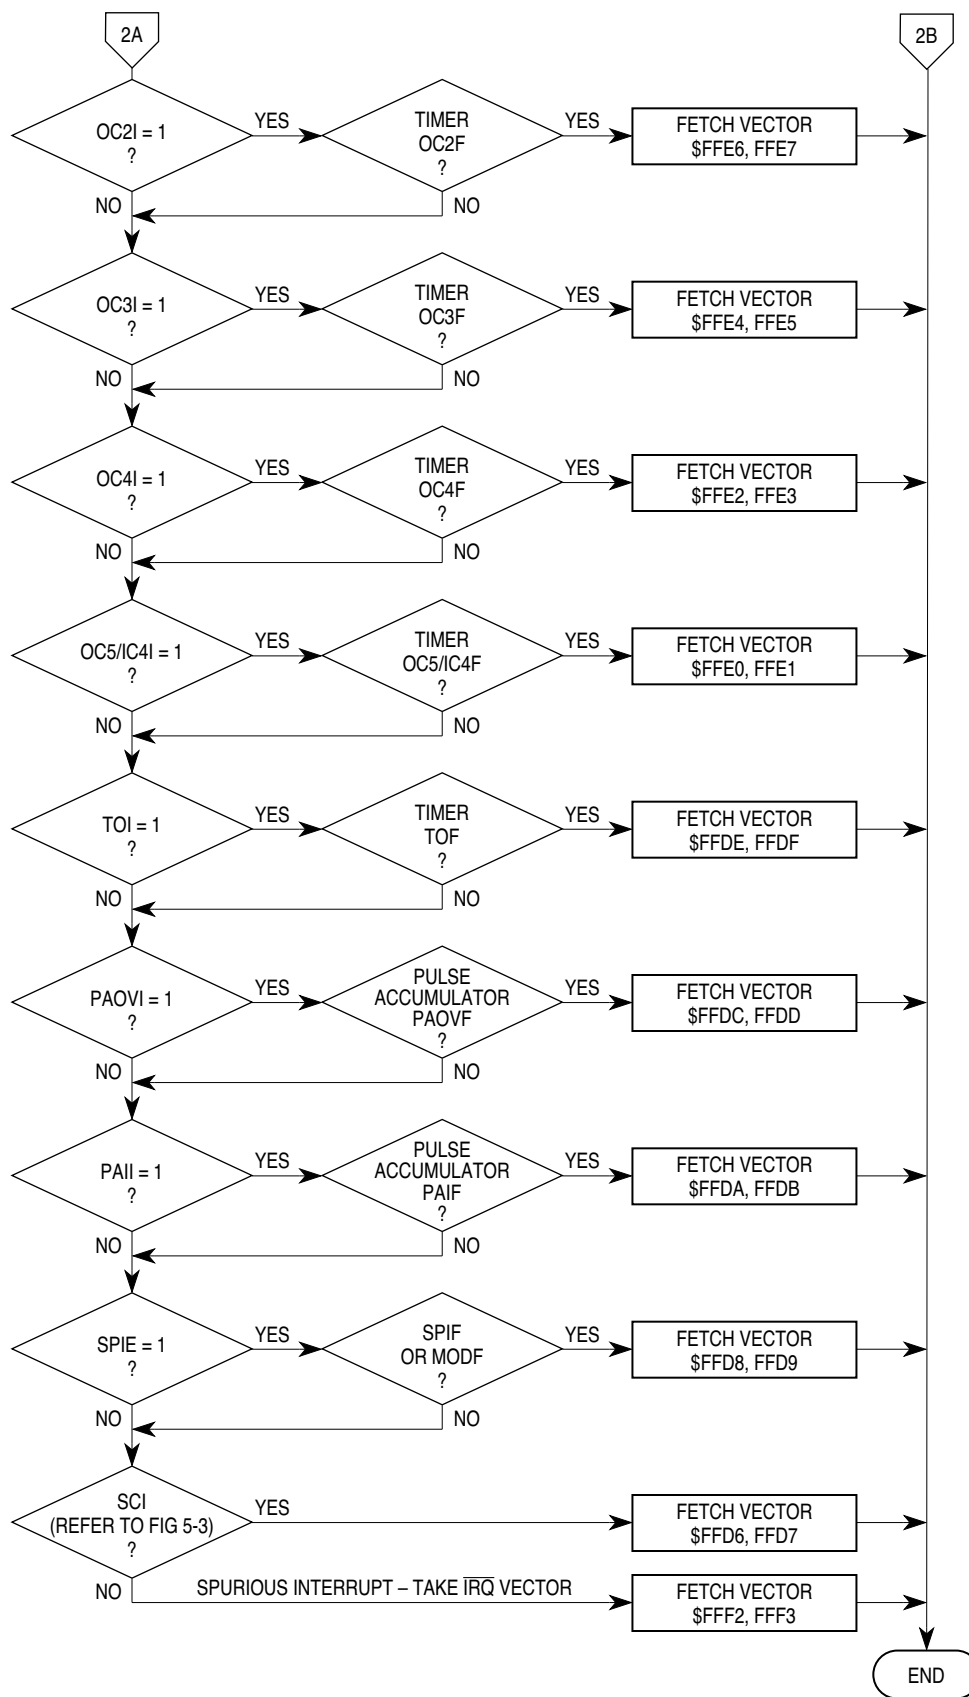 2A
2B
OC2I = 1
?
YES
TIMER
OC2F
?
YES
FETCH VECTOR
$FFE6, FFE7
NO
NO
OC3I = 1
?
YES
TIMER
OC3F
?
YES
FETCH VECTOR
$FFE4, FFE5
NO
NO
OC4I = 1
?
YES
TIMER
OC4F
?
YES
FETCH VECTOR
$FFE2, FFE3
NO
NO
OC5/IC4I = 1
?
YES
TIMER
OC5/IC4F
?
YES
FETCH VECTOR
$FFE0, FFE1
NO
NO
TOI = 1
?
YES
TIMER
TOF
?
YES
FETCH VECTOR
$FFDE, FFDF
NO
NO
PAOVI = 1
?
YES
PULSE
ACCUMULATOR
PAOVF
?
YES
FETCH VECTOR
$FFDC, FFDD
NO
NO
PAII = 1
?
YES
PULSE
ACCUMULATOR
PAIF
?
YES
FETCH VECTOR
$FFDA, FFDB
NO
NO
SPIE = 1
?
YES
SPIF
OR MODF
?
YES
FETCH VECTOR
$FFD8, FFD9
NO
NO
SCI
(REFER TO FIG 5-3)
?
YES
FETCH VECTOR
$FFD6, FFD7
NO
SPURIOUS INTERRUPT – TAKE I̅R̅Q̅ VECTOR
FETCH VECTOR
$FFF2, FFF3
END